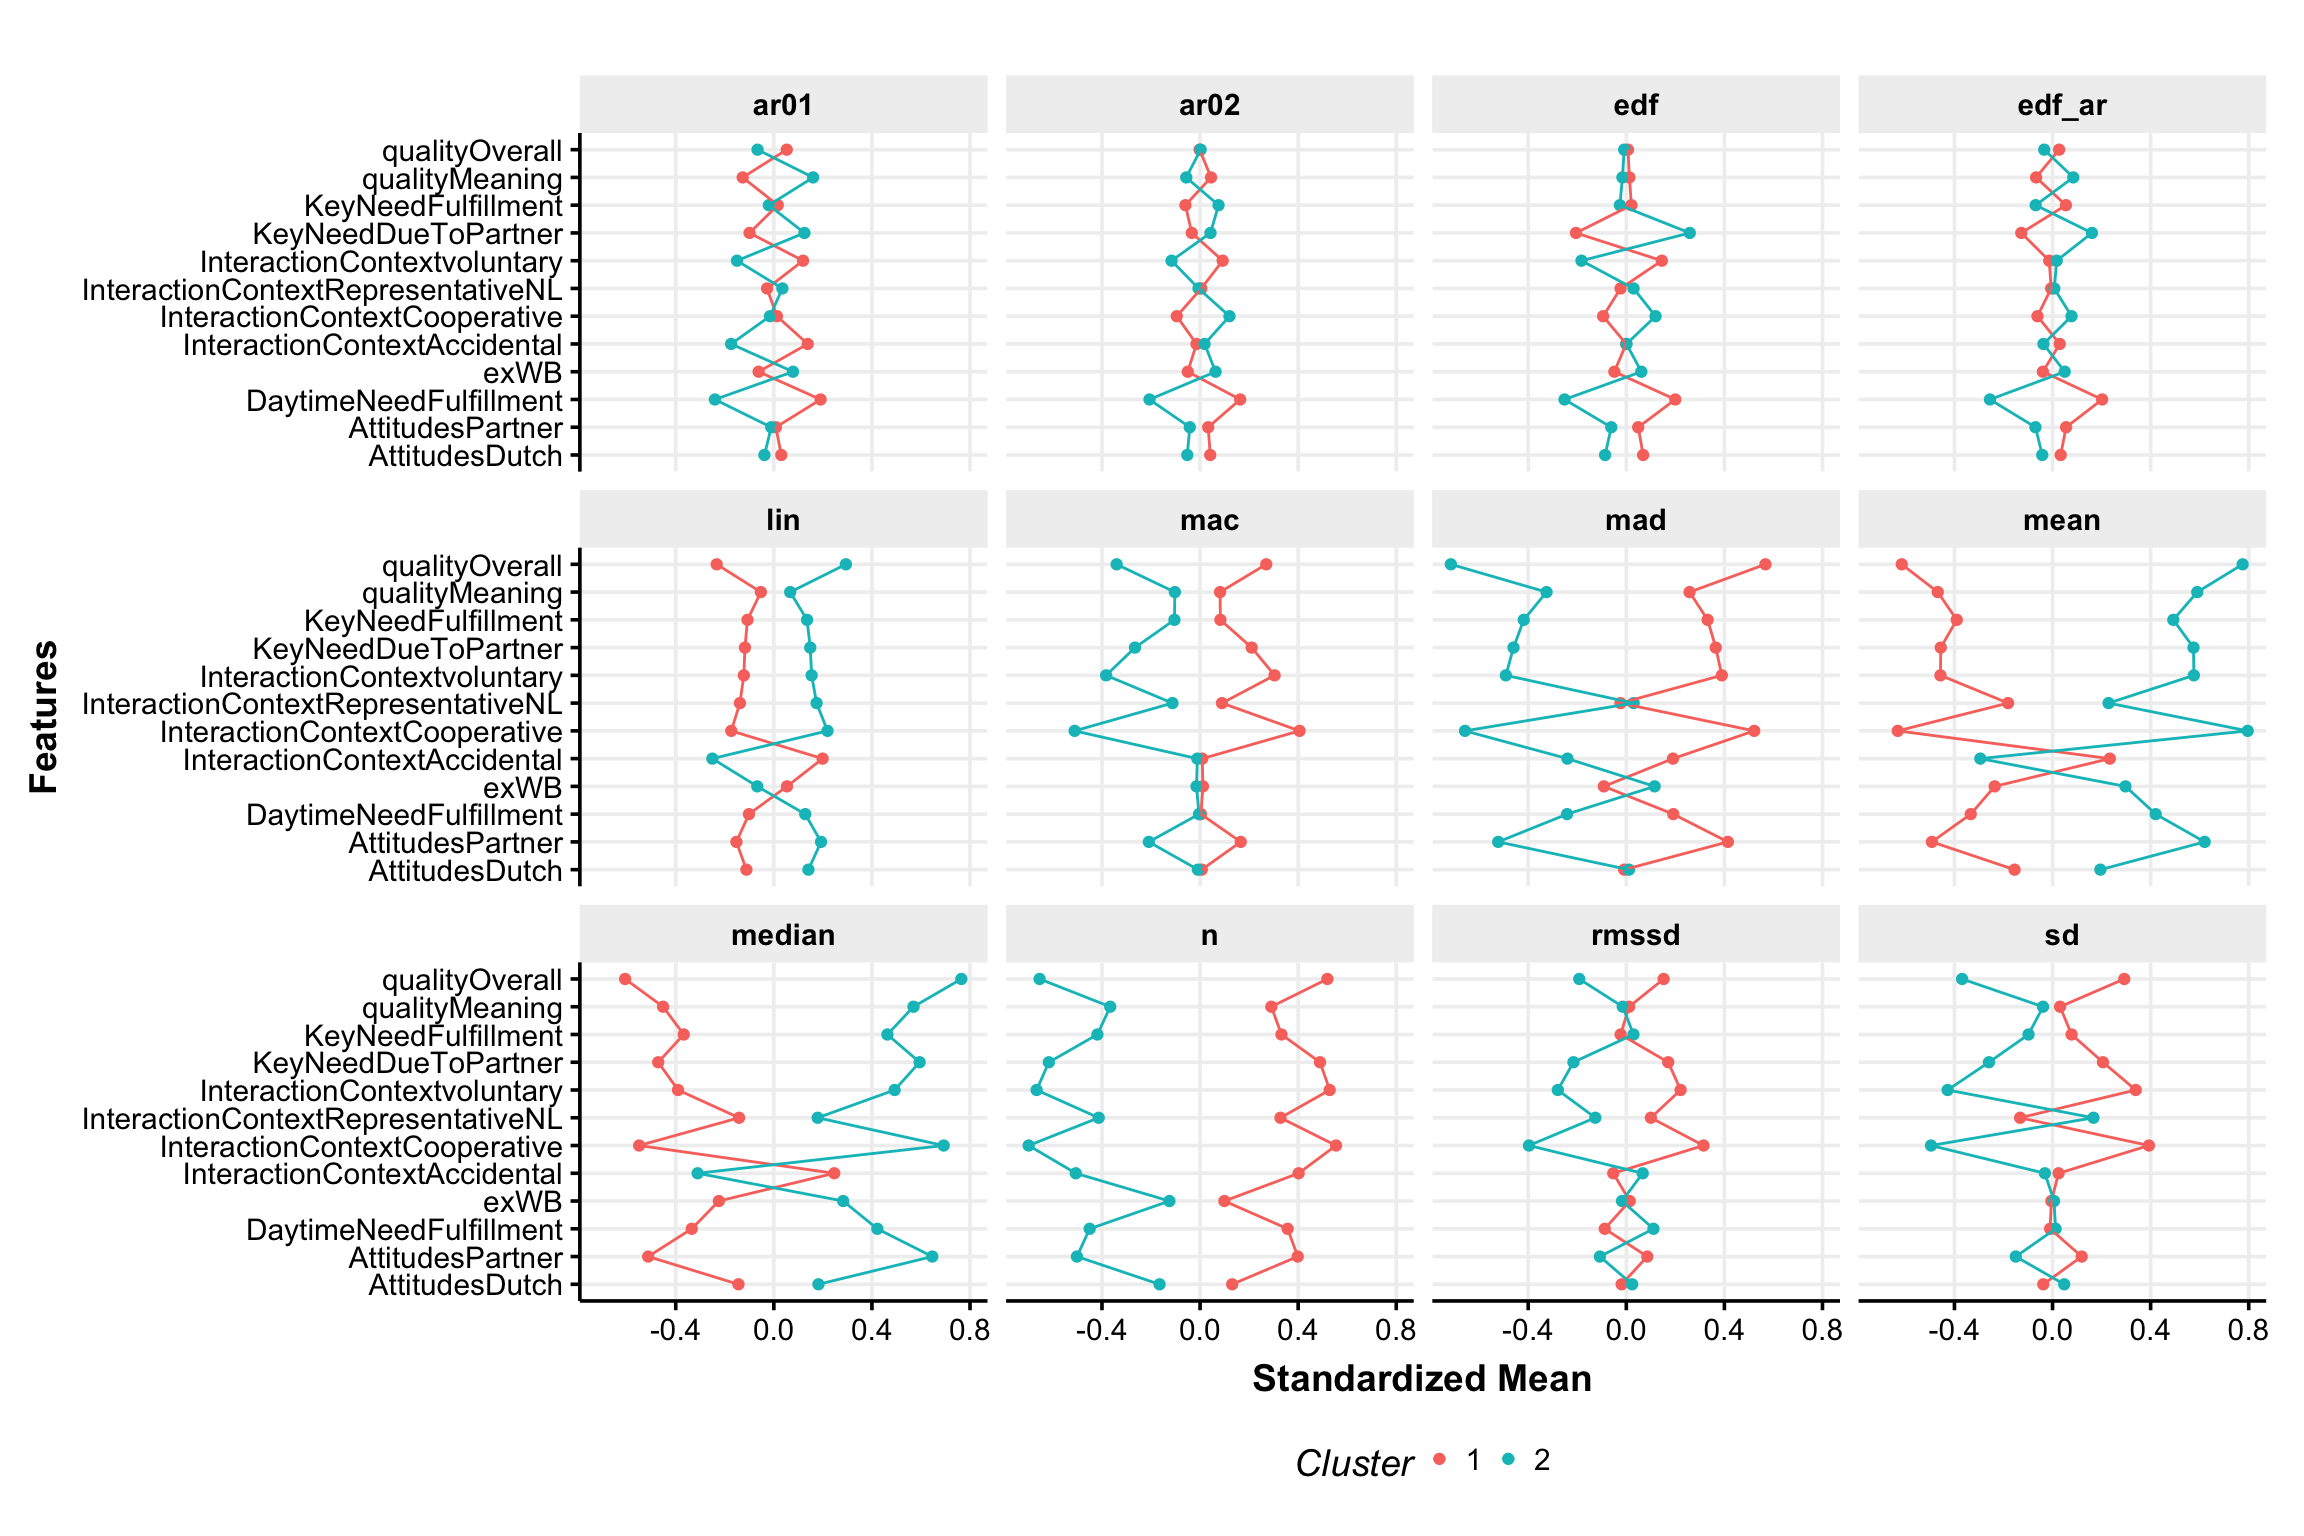 ar01 ar02 edf edf_ar
qualityOverall
qualityMeaning
KeyNeedFulfillment
KeyNeedDueToPartner
InteractionContextvoluntary
InteractionContextRepresentativeNL
InteractionContextCooperative
InteractionContextAccidental
exWB
DaytimeNeedFulfillment
AttitudesPartner
AttitudesDutch
lin mac mad mean
qualityOverall
qualityMeaning
KeyNeedFulfillment
KeyNeedDueToPartner
InteractionContextvoluntary
InteractionContextRepresentativeNL
InteractionContextCooperative
InteractionContextAccidental
exWB
DaytimeNeedFulfillment
AttitudesPartner
AttitudesDutch
Features
median n rmssd sd
qualityOverall
qualityMeaning
KeyNeedFulfillment
KeyNeedDueToPartner
InteractionContextvoluntary
InteractionContextRepresentativeNL
InteractionContextCooperative
InteractionContextAccidental
exWB
DaytimeNeedFulfillment
AttitudesPartner
AttitudesDutch
-0.4 0.0 0.4 0.8 -0.4 0.0 0.4 0.8 -0.4 0.0 0.4 0.8 -0.4 0.0 0.4 0.8
Standardized Mean
Cluster 1 2